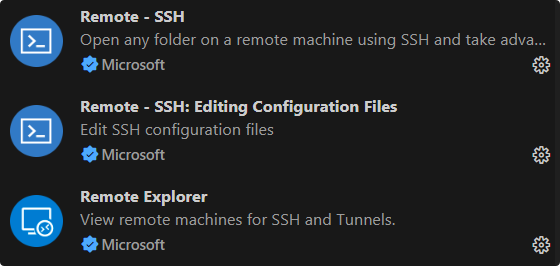 Remote - SSH
Open any folder on a remote machine using SSH and take adva...
Microsoft
Remote - SSH: Editing Configuration Files
Edit SSH configuration files
Microsoft
Remote Explorer
View remote machines for SSH and Tunnels.
Microsoft